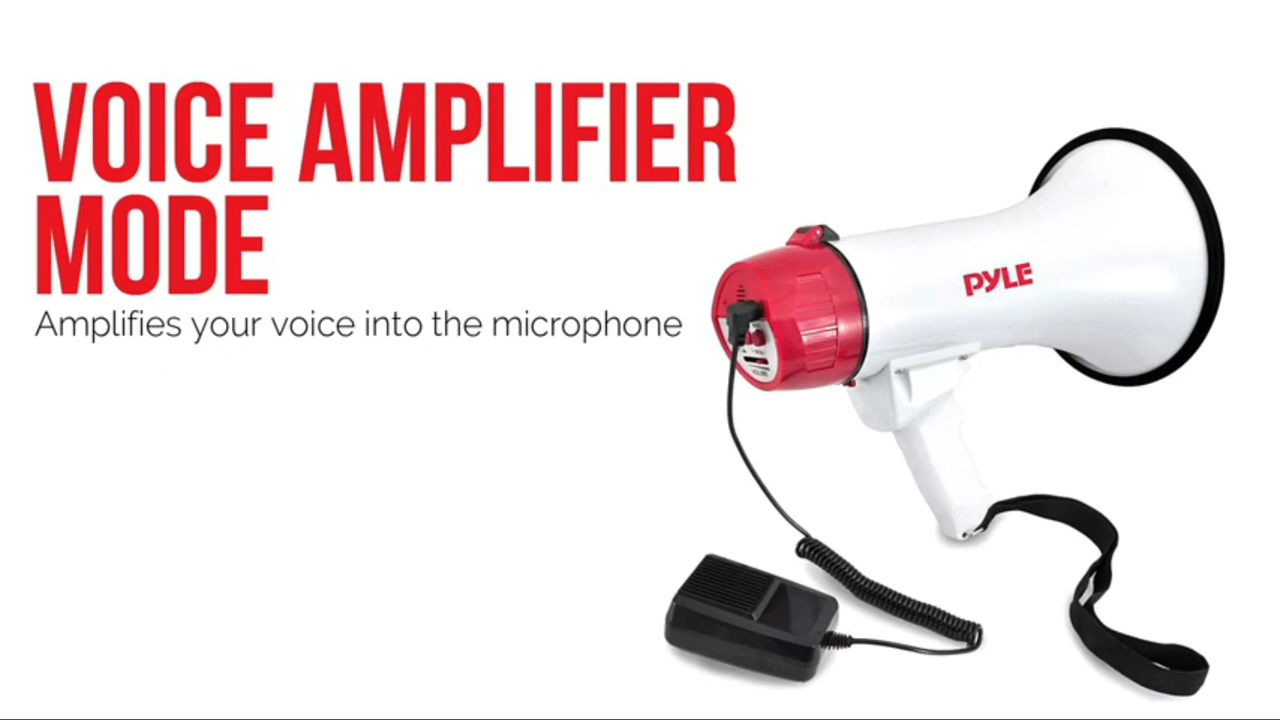 VOICE AMPLIFIER
MODE
Amplifies your voice into the microphone
PYLE